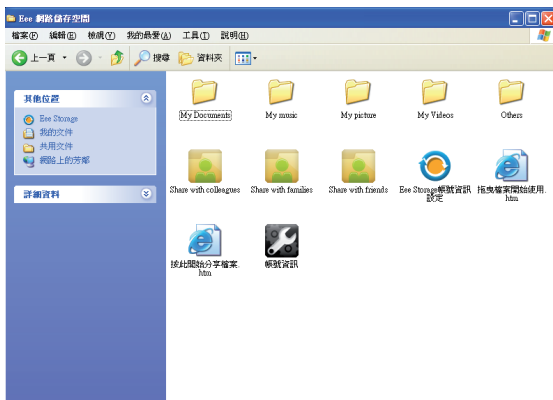 Eee 網路儲存空間
檔案(F) 編輯(E) 檢視(V) 我的最愛(A) 工具(T) 說明(H)
上一頁 搜尋 資料夾
其他位置
Eee Storage
我的文件
共用文件
網路上的芳鄰
詳細資料
My Documents My music My picture My Videos Others
Share with colleagues Share with families Share with friends Eee Storage帳號資訊設定 拖曳檔案開始使用.htm
按此開始分享檔案.htm 帳號資訊